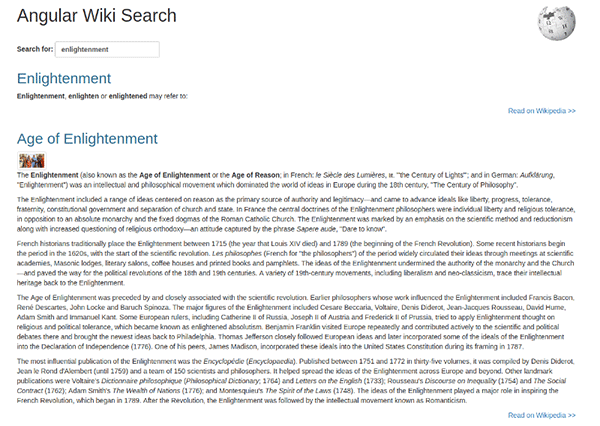 Angular Wiki Search
Search for: enlightenment
Enlightenment
Enlightenment, enlighten or enlightened may refer to:
Read on Wikipedia >>
Age of Enlightenment
The Enlightenment (also known as the Age of Enlightenment or the Age of Reason; in French: le Siècle des Lumières, lit. '"the Century of Lights"'; and in German: Aufklärung,
"Enlightenment") was an intellectual and philosophical movement which dominated the world of ideas in Europe during the 18th century, "The Century of Philosophy".
The Enlightenment included a range of ideas centered on reason as the primary source of authority and legitimacy—and came to advance ideals like liberty, progress, tolerance,
fraternity, constitutional government and separation of church and state. In France the central doctrines of the Enlightenment philosophers were individual liberty and religious tolerance,
in opposition to an absolute monarchy and the fixed dogmas of the Roman Catholic Church. The Enlightenment was marked by an emphasis on the scientific method and reductionism
along with increased questioning of religious orthodoxy—an attitude captured by the phrase Sapere aude, "Dare to know".
French historians traditionally place the Enlightenment between 1715 (the year that Louis XIV died) and 1789 (the beginning of the French Revolution). Some recent historians begin
the period in the 1620s, with the start of the scientific revolution. Les philosophes (French for "the philosophers") of the period widely circulated their ideas through meetings at scientific
academies, Masonic lodges, literary salons, coffee houses and printed books and pamphlets. The ideas of the Enlightenment undermined the authority of the monarchy and the Church
—and paved the way for the political revolutions of the 18th and 19th centuries. A variety of 19th-century movements, including liberalism and neo-classicism, trace their intellectual
heritage back to the Enlightenment.
The Age of Enlightenment was preceded by and closely associated with the scientific revolution. Earlier philosophers whose work influenced the Enlightenment included Francis Bacon,
René Descartes, John Locke and Baruch Spinoza. The major figures of the Enlightenment included Cesare Beccaria, Voltaire, Denis Diderot, Jean-Jacques Rousseau, David Hume,
Adam Smith and Immanuel Kant. Some European rulers, including Catherine II of Russia, Joseph II of Austria and Frederick II of Prussia, tried to apply Enlightenment thought on
religious and political tolerance, which became known as enlightened absolutism. Benjamin Franklin visited Europe repeatedly and contributed actively to the scientific and political
debates there and brought the newest ideas back to Philadelphia. Thomas Jefferson closely followed European ideas and later incorporated some of the ideals of the Enlightenment
into the Declaration of Independence (1776). One of his peers, James Madison, incorporated these ideals into the United States Constitution during its framing in 1787.
The most influential publication of the Enlightenment was the Encyclopédie (Encyclopaedia). Published between 1751 and 1772 in thirty-five volumes, it was compiled by Denis Diderot,
Jean le Rond d'Alembert (until 1759) and a team of 150 scientists and philosophers. It helped spread the ideas of the Enlightenment across Europe and beyond. Other landmark
publications were Voltaire's Dictionnaire philosophique (Philosophical Dictionary; 1764) and Letters on the English (1733); Rousseau's Discourse on Inequality (1754) and The Social
Contract (1762); Adam Smith's The Wealth of Nations (1776); and Montesquieu's The Spirit of the Laws (1748). The ideas of the Enlightenment played a major role in inspiring the
French Revolution, which began in 1789. After the Revolution, the Enlightenment was followed by the intellectual movement known as Romanticism.
Read on Wikipedia >>